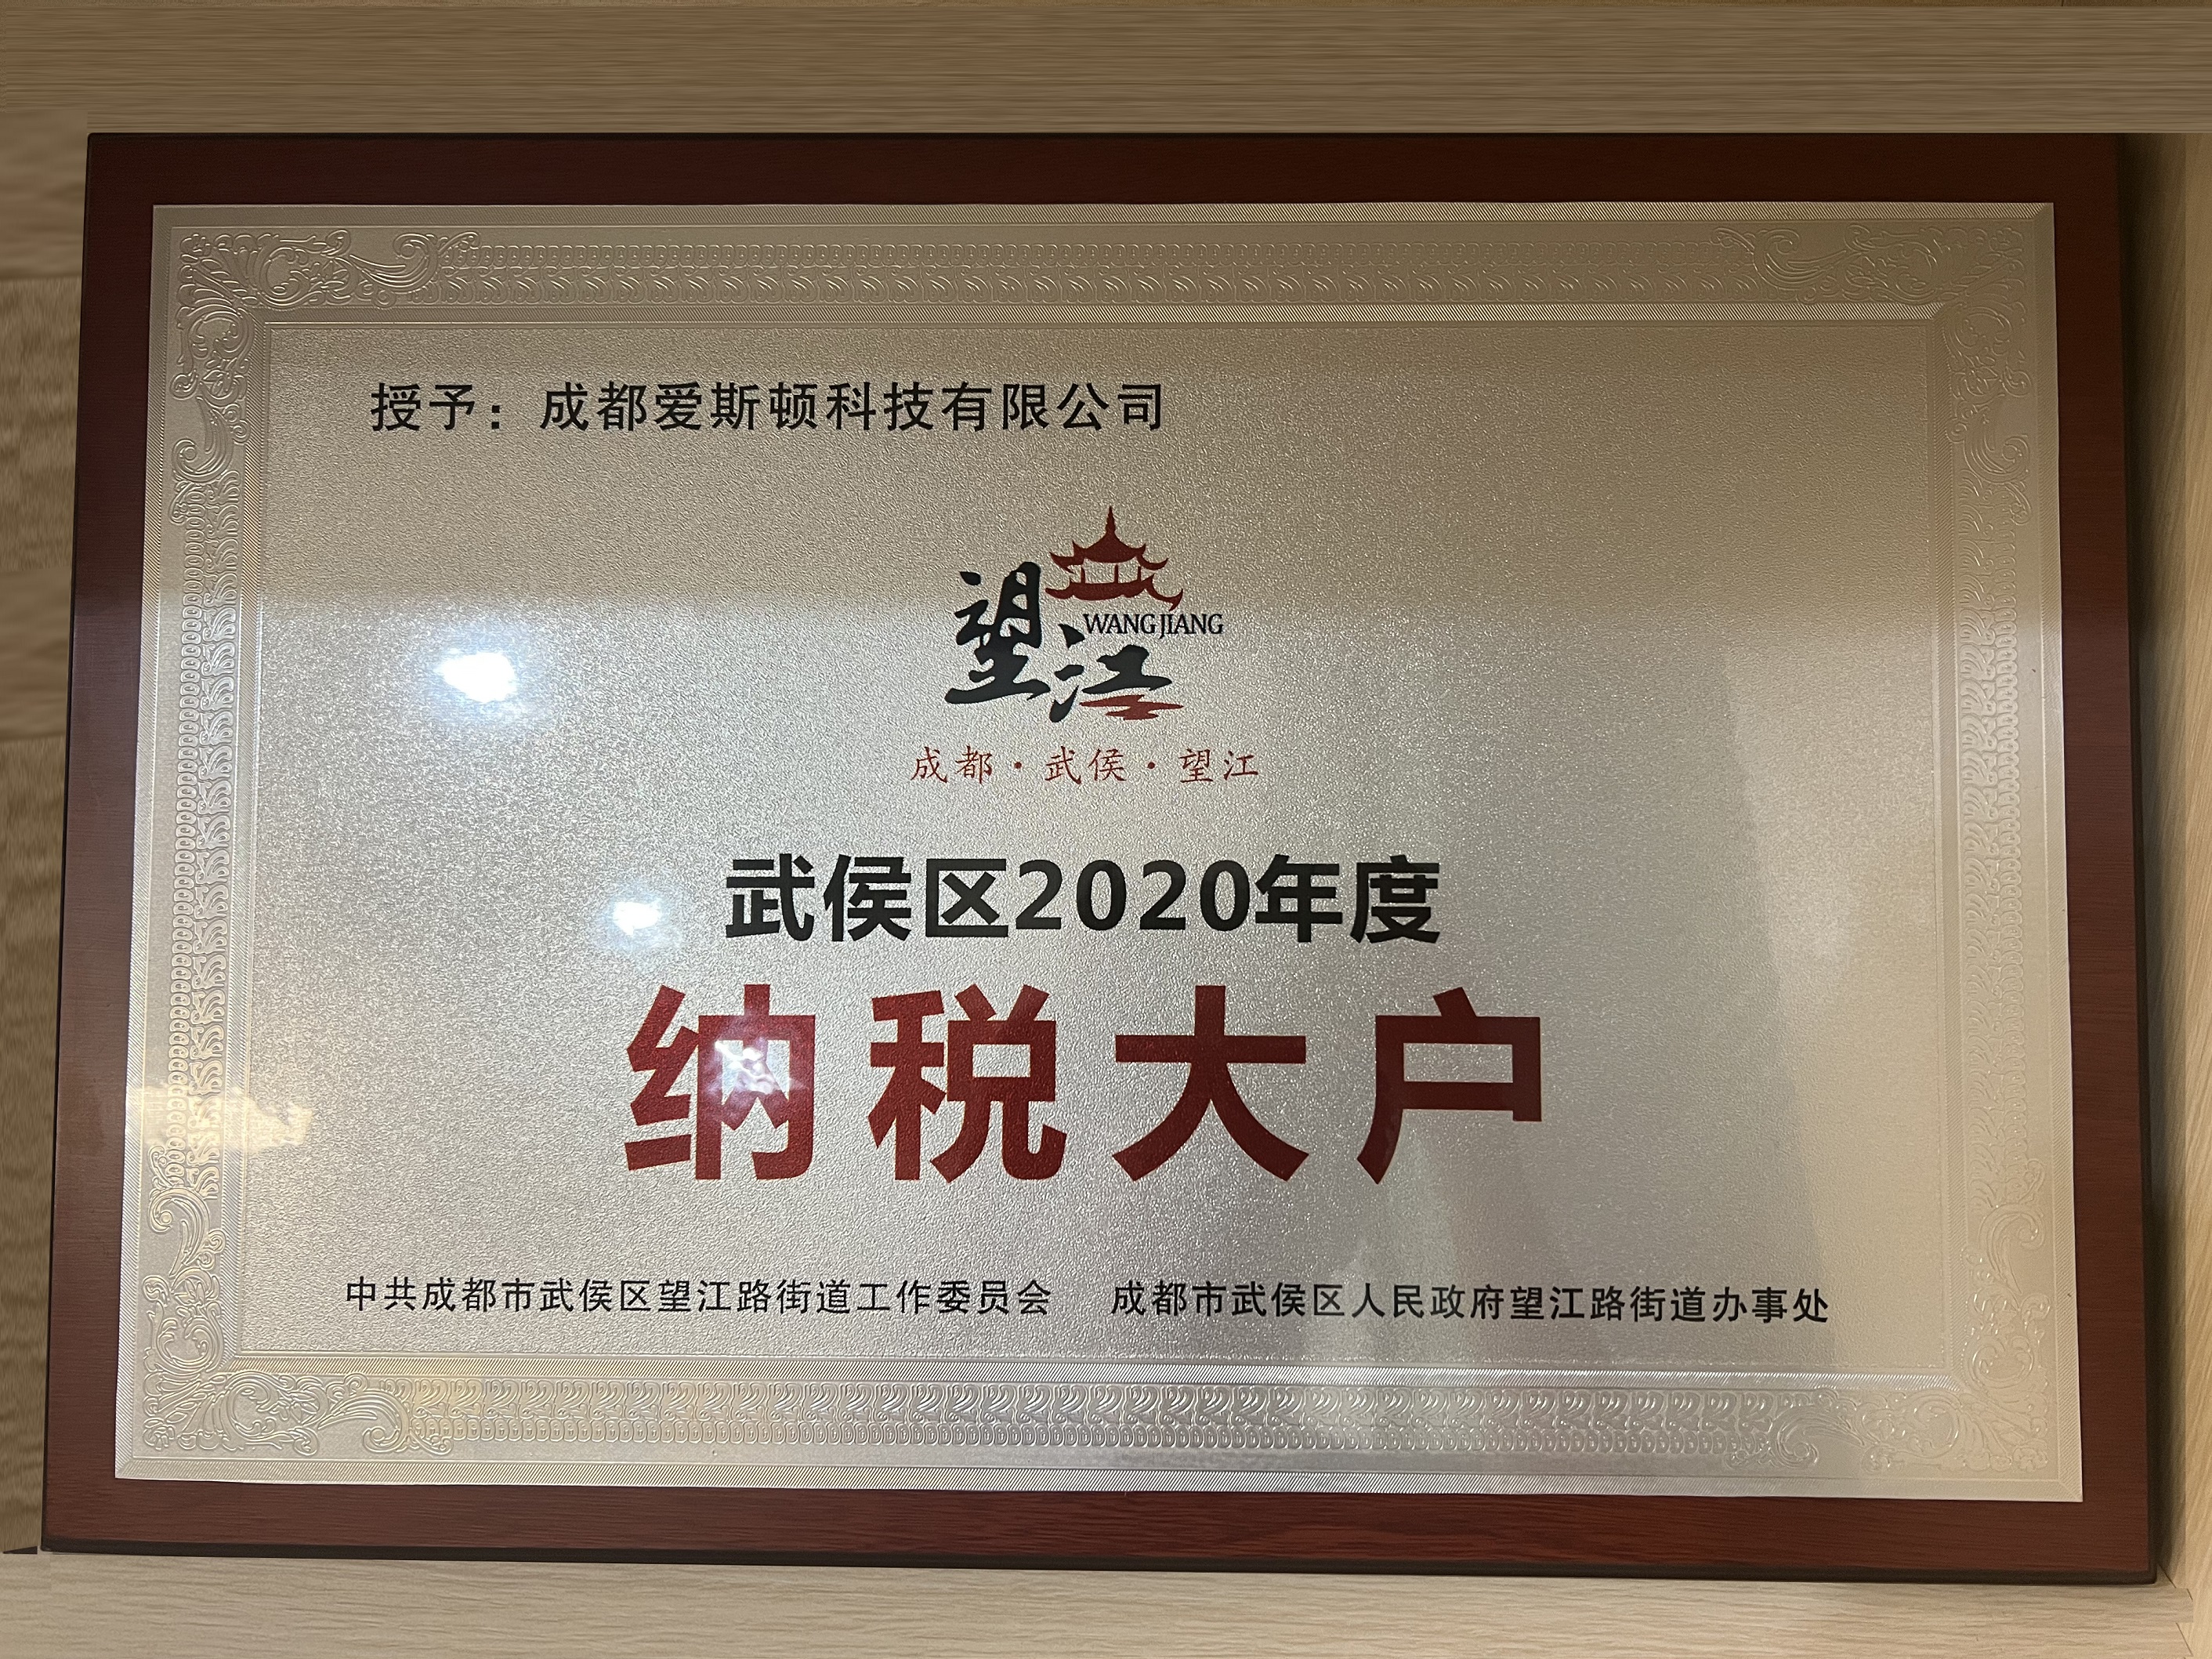 授予：成都爱斯顿科技有限公司
望江
WANGJIANG
成都·武侯·望江
武侯区2020年度
纳税大户
中共成都市武侯区望江路街道工作委员会 成都市武侯区人民政府望江路街道办事处